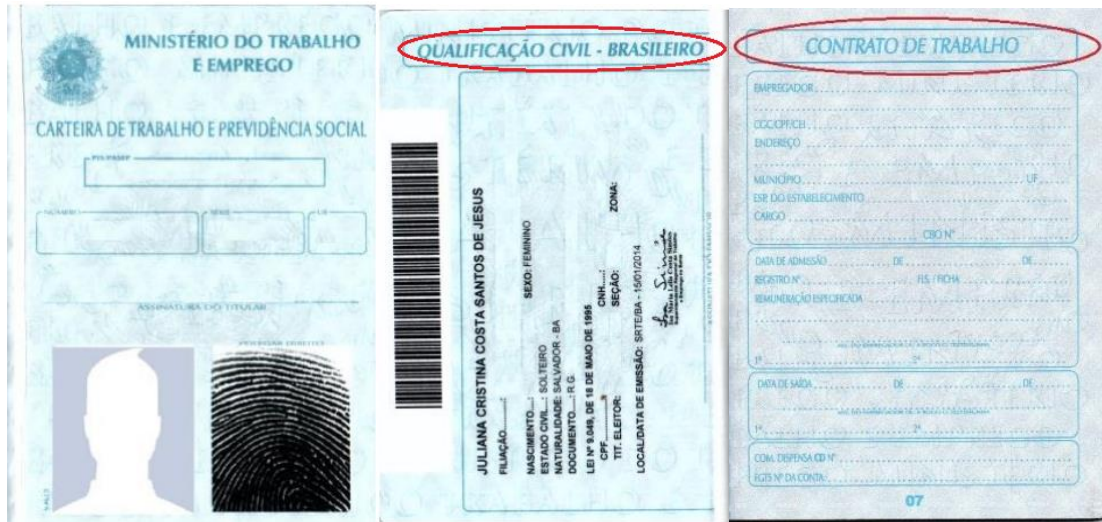 MINISTÉRIO DO TRABALHO
E EMPREGO
CARTEIRA DE TRABALHO E PREVIDÊNCIA SOCIAL
PIS/PASEP
NÚMERO SÉRIE UF
ASSINATURA DO TITULAR
POLEGAR DIREITO
QUALIFICAÇÃO CIVIL - BRASILEIRO
JULIANA CRISTINA COSTA SANTOS DE JESUS
FILIAÇÃO......:
NASCIMENTO....: SEXO: FEMININO
ESTADO CIVIL...: SOLTEIRO
NATURALIDADE: SALVADOR - BA
DOCUMENTO....: R.G.
LEI Nº 9.049, DE 18 DE MAIO DE 1995
CPF..............: CNH....:
TIT. ELEITOR: SEÇÃO: ZONA:
LOCAL/DATA DE EMISSÃO: SRTE/BA - 15/01/2014
CONTRATO DE TRABALHO
EMPREGADOR
CGC/CPF/CEI
ENDEREÇO
MUNICÍPIO UF
ESP. DO ESTABELECIMENTO
CARGO
CBO Nº
DATA DE ADMISSÃO DE DE
REGISTRO Nº FLS. / FICHA
REMUNERAÇÃO ESPECIFICADA
1º 2º
DATA DE SAÍDA DE DE
1º 2º
COM. DISPENSA CD Nº
FGTS Nº DA CONTA
07